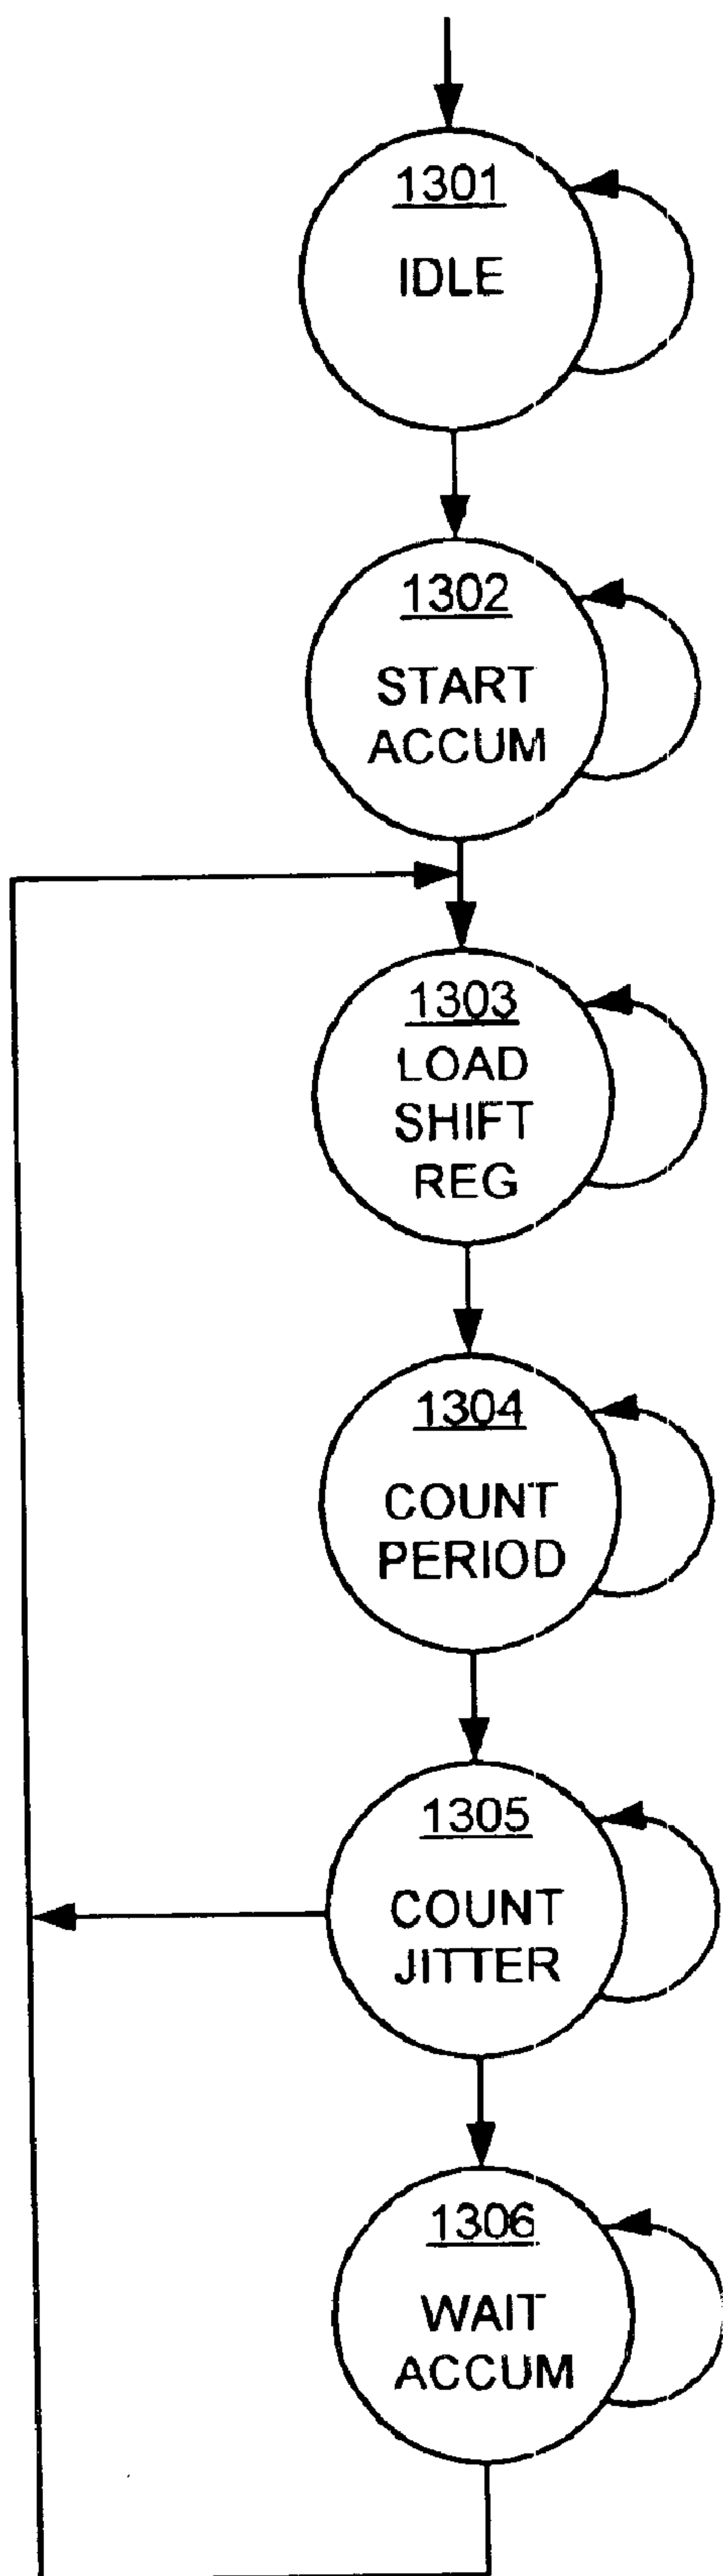 1301
IDLE
1302
START
ACCUM
1303
LOAD
SHIFT
REG
1304
COUNT
PERIOD
1305
COUNT
JITTER
1306
WAIT
ACCUM